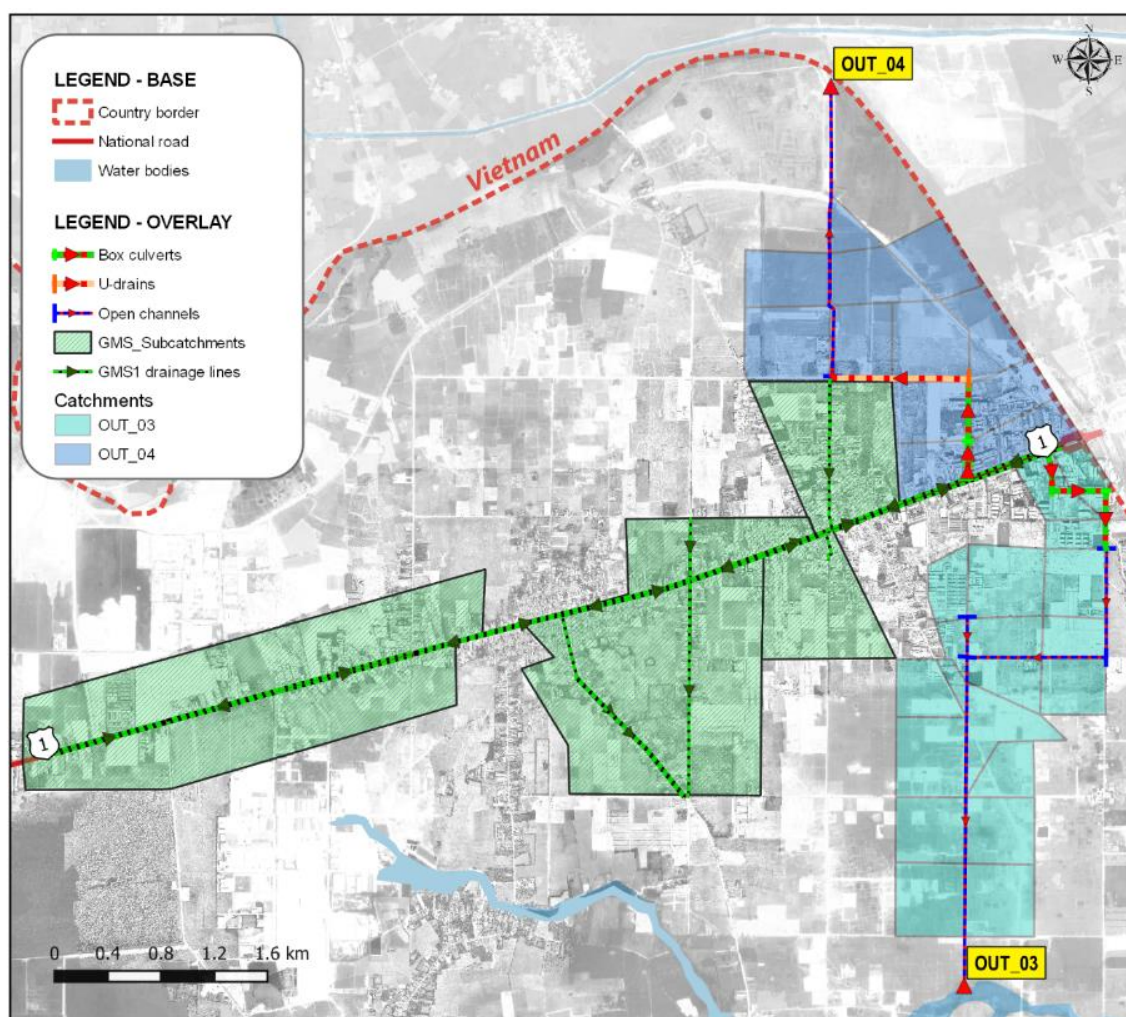 LEGEND - BASE
Country border
National road
Water bodies
LEGEND - OVERLAY
Box culverts
U-drains
Open channels
GMS_Subcatchments
GMS1 drainage lines
Catchments
OUT_03
OUT_04
OUT_04
N
W E
S
Vietnam
1
1
0 0.4 0.8 1.2 1.6 km
OUT_03